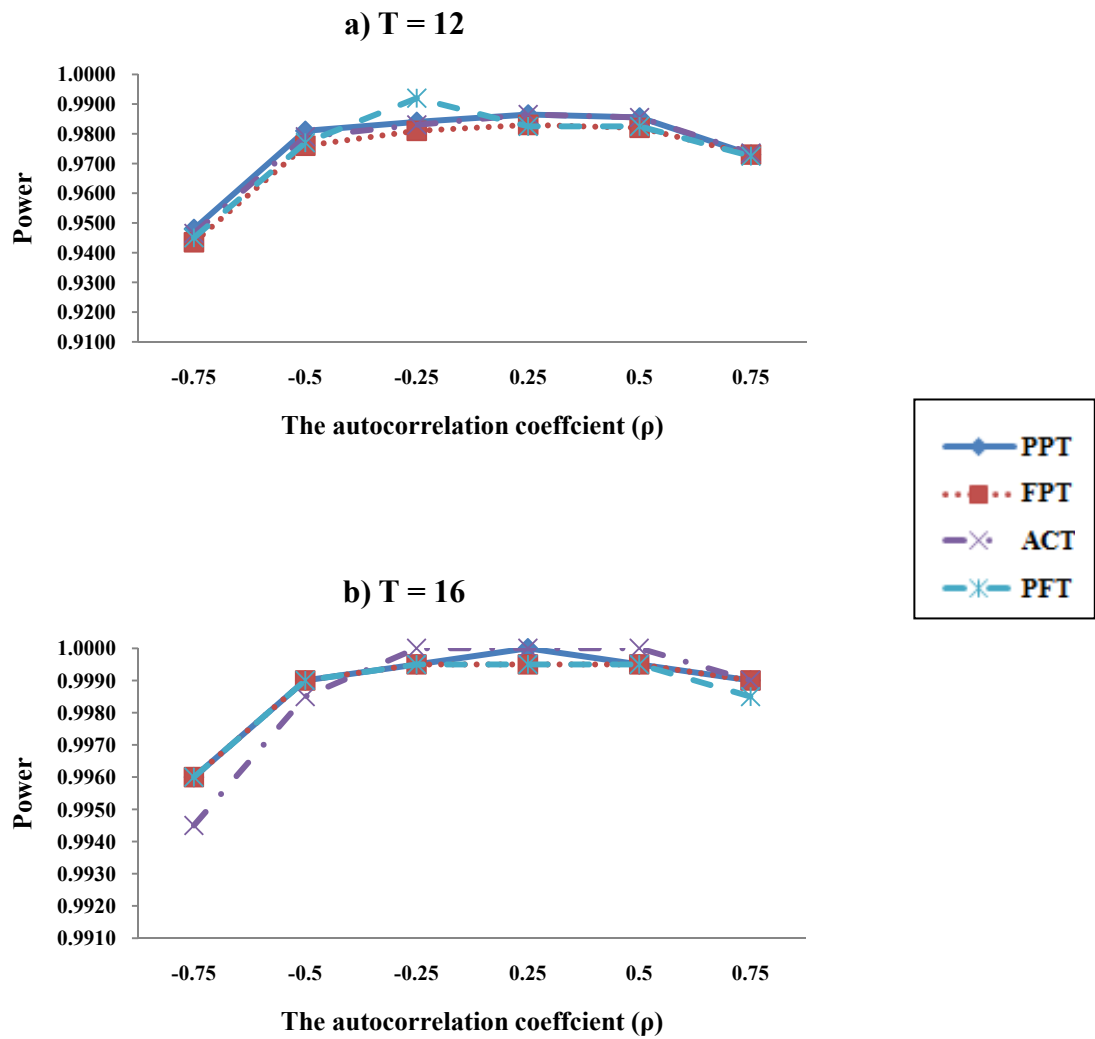 a) T = 12
1.0000
0.9900
0.9800
0.9700
0.9600
0.9500
0.9400
0.9300
0.9200
0.9100
Power
-0.75 -0.5 -0.25 0.25 0.5 0.75
The autocorrelation coeffcient (ρ)
PPT
FPT
ACT
PFT
b) T = 16
1.0000
0.9990
0.9980
0.9970
0.9960
0.9950
0.9940
0.9930
0.9920
0.9910
Power
-0.75 -0.5 -0.25 0.25 0.5 0.75
The autocorrelation coeffcient (ρ)